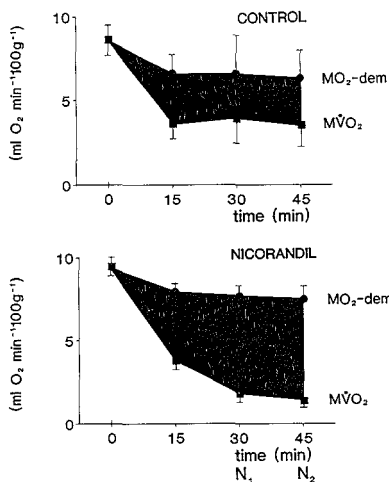 CONTROL
10
5
0
(ml O₂ min⁻¹100g⁻¹)
MO₂-dem
MV̇O₂
0 15 30 45
time (min)
NICORANDIL
10
5
0
(ml O₂ min⁻¹100g⁻¹)
MO₂-dem
MV̇O₂
0 15 30 45
time (min)
N₁ N₂